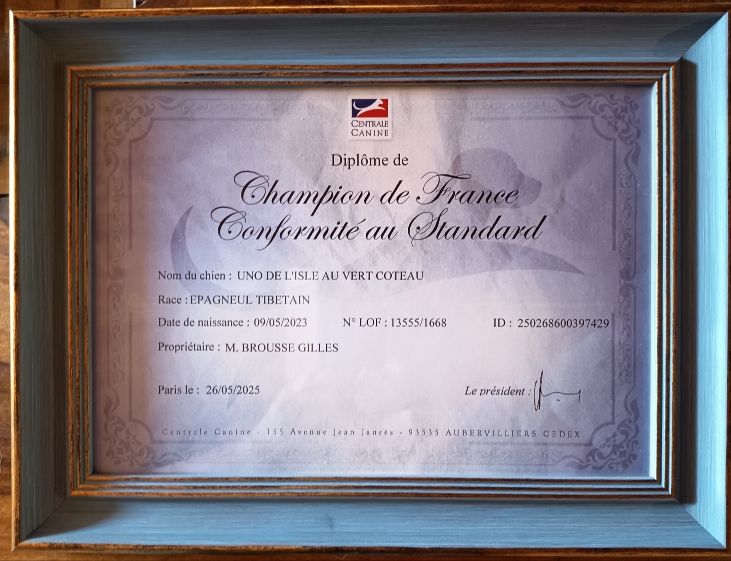 CENTRALE
CANINE
Diplôme de
Champion de France
Conformité au Standard
Nom du chien : UNO DE L'ISLE AU VERT COTEAU
Race : EPAGNEUL TIBETAIN
Date de naissance : 09/05/2023 N° LOF : 13555/1668 ID : 250268600397429
Propriétaire : M. BROUSSE GILLES
Paris le : 26/05/2025 Le président :
Centrale Canine - 155 Avenue Jean Jaurès - 93535 AUBERVILLIERS CEDEX